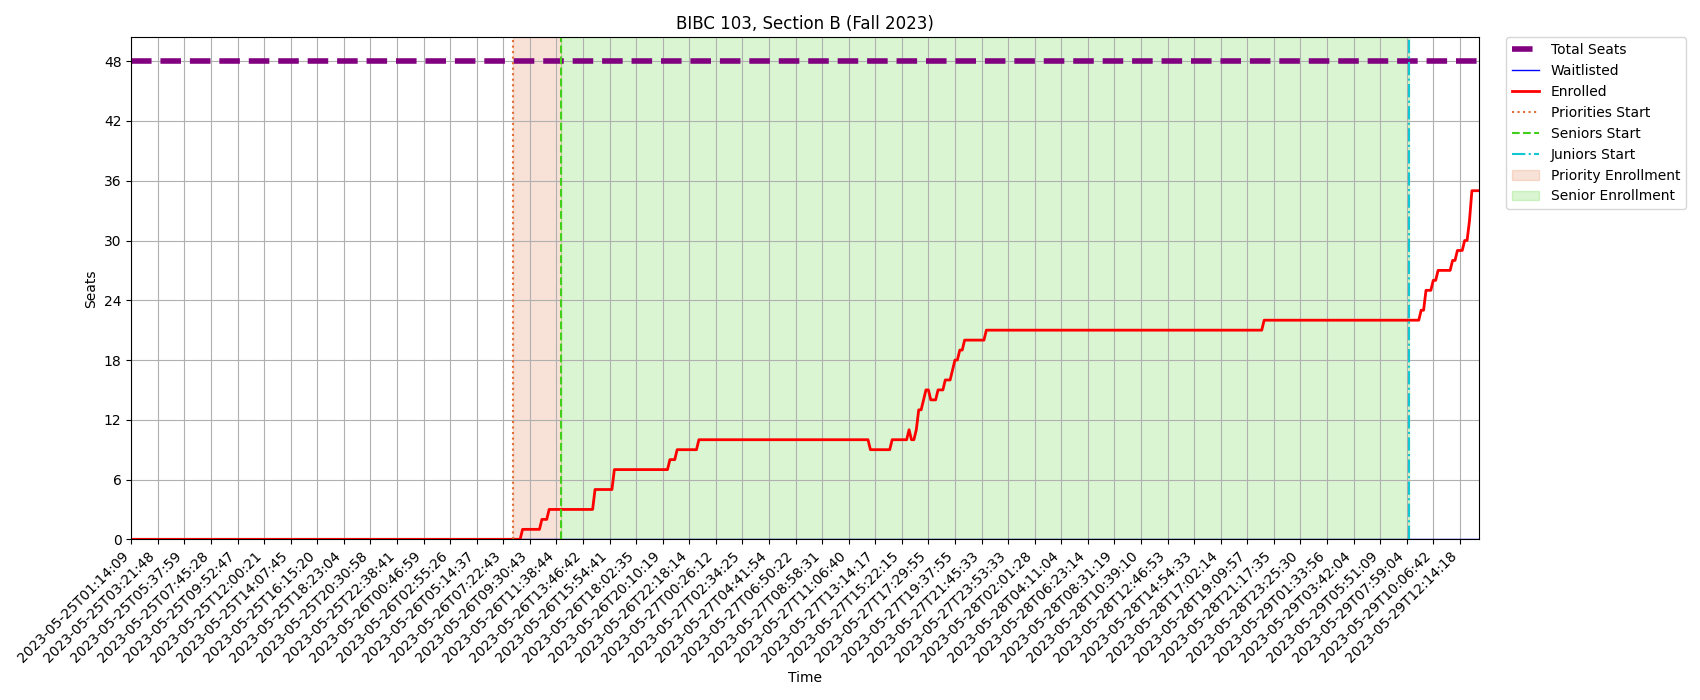 BIBC 103, Section B (Fall 2023)
Total Seats
Waitlisted
Enrolled
Priorities Start
Seniors Start
Juniors Start
Priority Enrollment
Senior Enrollment
48
42
36
30
24
18
12
6
0
Seats
2023-05-25T01:14:09
2023-05-25T03:21:48
2023-05-25T05:37:59
2023-05-25T07:45:28
2023-05-25T09:52:47
2023-05-25T12:00:21
2023-05-25T14:07:45
2023-05-25T16:15:20
2023-05-25T18:23:04
2023-05-25T20:30:58
2023-05-25T22:38:41
2023-05-26T00:46:59
2023-05-26T02:55:26
2023-05-26T05:14:37
2023-05-26T07:22:43
2023-05-26T09:30:43
2023-05-26T11:38:44
2023-05-26T13:46:42
2023-05-26T15:54:41
2023-05-26T18:02:35
2023-05-26T20:10:19
2023-05-26T22:18:14
2023-05-27T00:26:12
2023-05-27T02:34:25
2023-05-27T04:41:54
2023-05-27T06:50:22
2023-05-27T08:58:31
2023-05-27T11:06:40
2023-05-27T13:14:17
2023-05-27T15:22:15
2023-05-27T17:29:55
2023-05-27T19:37:55
2023-05-27T21:45:33
2023-05-27T23:53:33
2023-05-28T02:01:28
2023-05-28T04:11:04
2023-05-28T06:23:14
2023-05-28T08:31:19
2023-05-28T10:39:10
2023-05-28T12:46:53
2023-05-28T14:54:33
2023-05-28T17:02:14
2023-05-28T19:09:57
2023-05-28T21:17:35
2023-05-28T23:25:30
2023-05-29T01:33:56
2023-05-29T03:42:04
2023-05-29T05:51:09
2023-05-29T07:59:04
2023-05-29T10:06:42
2023-05-29T12:14:18
Time